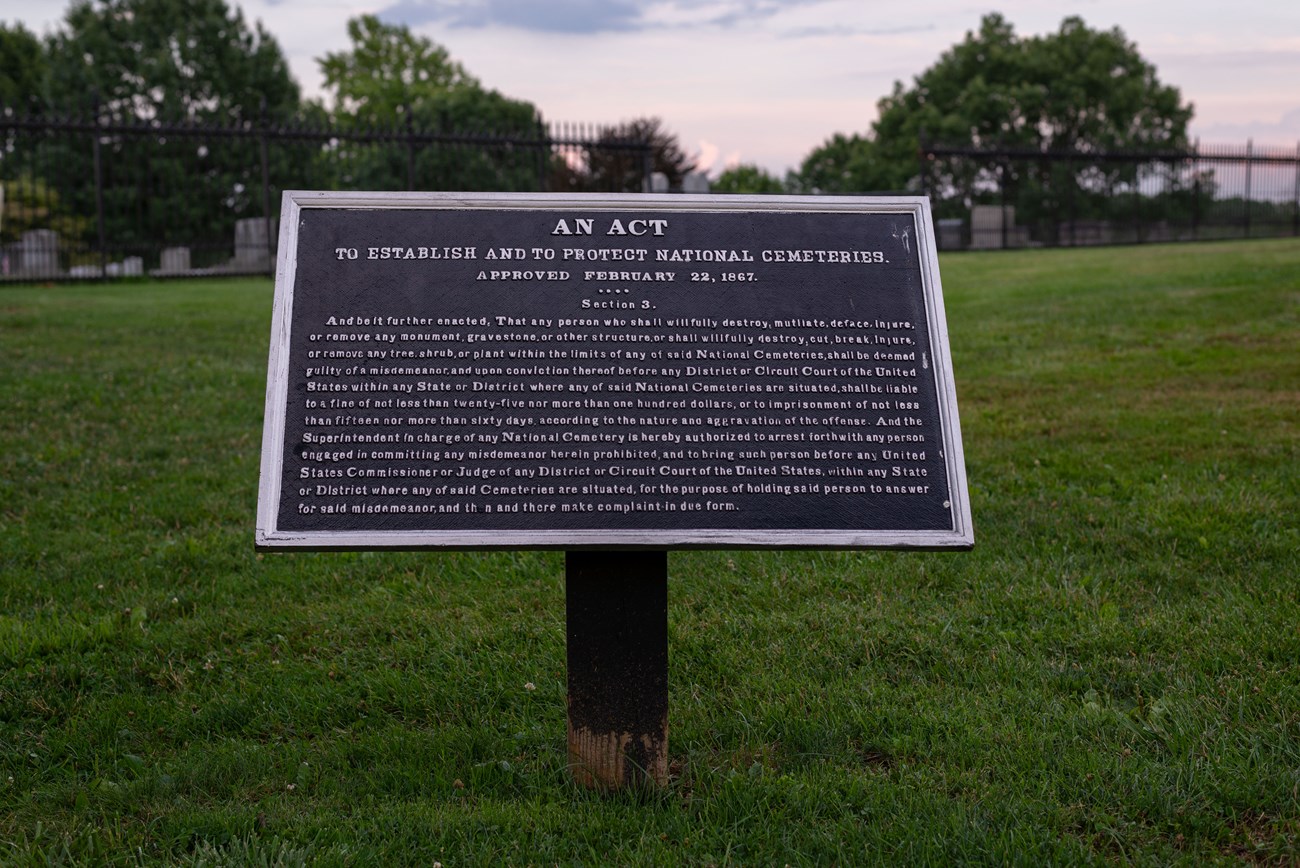 AN ACT
TO ESTABLISH AND TO PROTECT NATIONAL CEMETERIES.
APPROVED FEBRUARY 22, 1867.
....
Section 3.
And be it further enacted, That any person who shall willfully destroy, mutilate, deface, injure,
or remove any monument, gravestone, or other structure, or shall willfully destroy, cut, break, injure,
or remove any tree, shrub, or plant within the limits of any of said National Cemeteries, shall be deemed
guilty of a misdemeanor, and upon conviction thereof before any District or Circuit Court of the United
States within any State or District where any of said National Cemeteries are situated, shall be liable
to a fine of not less than twenty-five nor more than one hundred dollars, or to imprisonment of not less
than fifteen nor more than sixty days, according to the nature and aggravation of the offense. And the
Superintendent in charge of any National Cemetery is hereby authorized to arrest forthwith any person
engaged in committing any misdemeanor herein prohibited, and to bring such person before any United
States Commissioner or Judge of any District or Circuit Court of the United States, within any State
or District where any of said Cemeteries are situated, for the purpose of holding said person to answer
for said misdemeanor, and th n and there make complaint in due form.